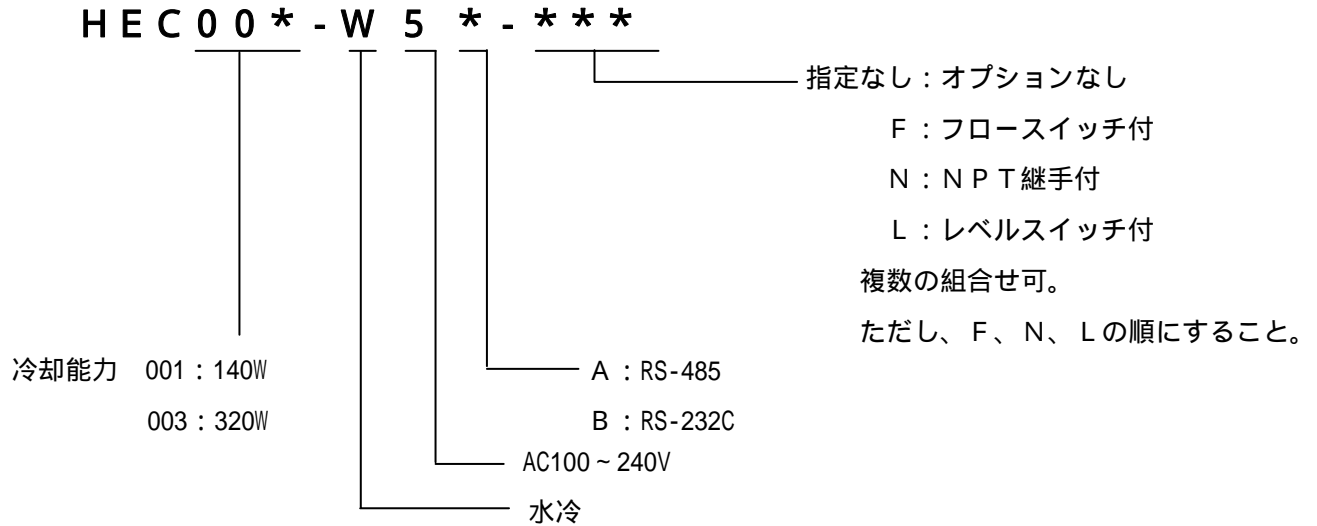 HEC00*-W5*-***
指定なし：オプションなし
Ｆ：フロースイッチ付
Ｎ：ＮＰＴ継手付
Ｌ：レベルスイッチ付
複数の組合せ可。
ただし、Ｆ、Ｎ、Ｌの順にすること。
冷却能力　001：140W
003：320W
Ａ：RS-485
Ｂ：RS-232C
AC100～240V
水冷